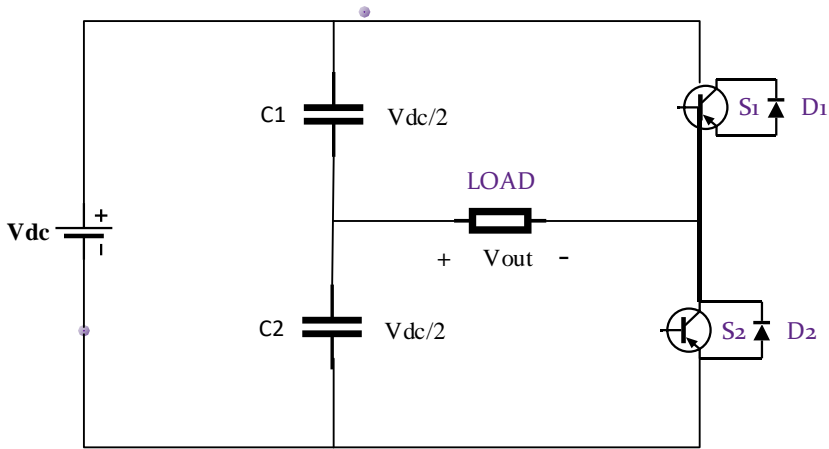 C1
Vdc/2
S1
D1
LOAD
Vdc
+
-
+ Vout -
C2
Vdc/2
S2
D2